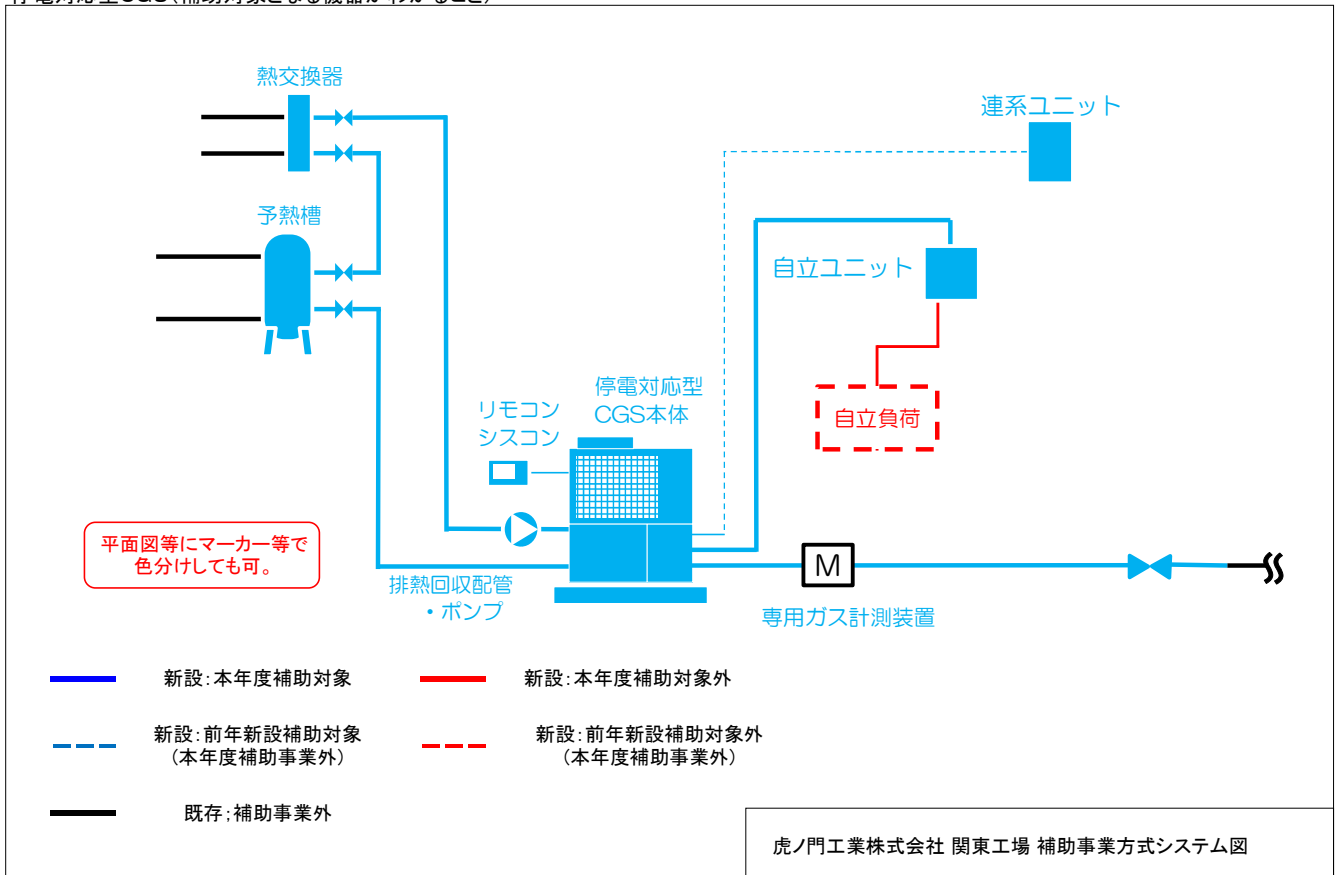 停電対応型CGS(補助対象となる機器がわかること)
熱交換器
連系ユニット
予熱槽
自立ユニット
停電対応型
CGS本体
リモコン
シスコン
自立負荷
平面図等にマーカー等で
色分けしても可。
M
排熱回収配管
・ポンプ
専用ガス計測装置
新設:本年度補助対象
新設:本年度補助対象外
新設:前年新設補助対象
(本年度補助事業外)
新設:前年新設補助対象外
(本年度補助事業外)
既存;補助事業外
虎ノ門工業株式会社 関東工場 補助事業方式システム図